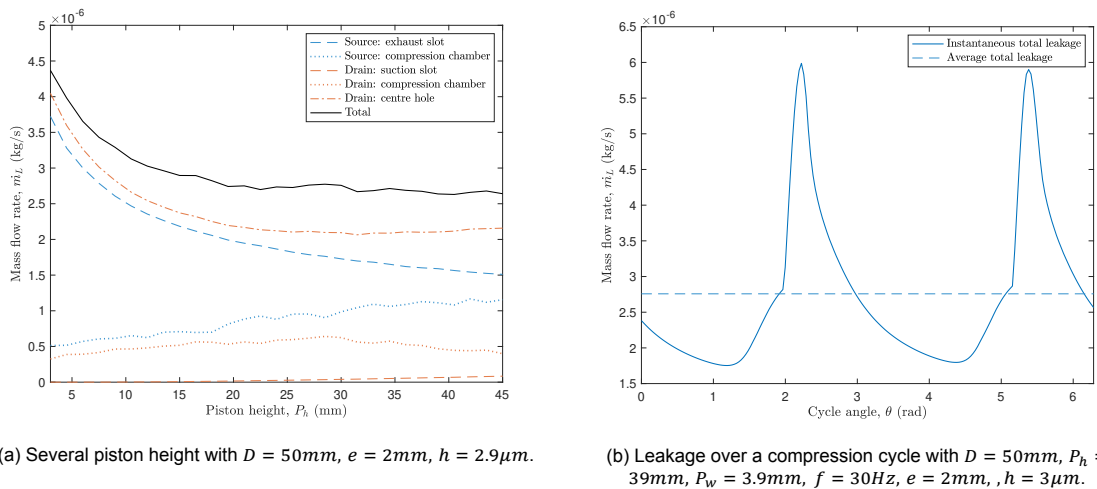 ×10⁻⁶
5
4.5
4
3.5
3
2.5
2
1.5
1
0.5
0
Mass flow rate, ṁ_L (kg/s)
Source: exhaust slot
Source: compression chamber
Drain: suction slot
Drain: compression chamber
Drain: centre hole
Total
5 10 15 20 25 30 35 40 45
Piston height, P_h (mm)
(a) Several piston height with D = 50mm, e = 2mm, h = 2.9μm.
×10⁻⁶
6.5
6
5.5
5
4.5
4
3.5
3
2.5
2
1.5
Mass flow rate, ṁ_L (kg/s)
Instantaneous total leakage
Average total leakage
0 1 2 3 4 5 6
Cycle angle, θ (rad)
(b) Leakage over a compression cycle with D = 50mm, P_h =
39mm, P_w = 3.9mm, f = 30Hz, e = 2mm, , h = 3μm.